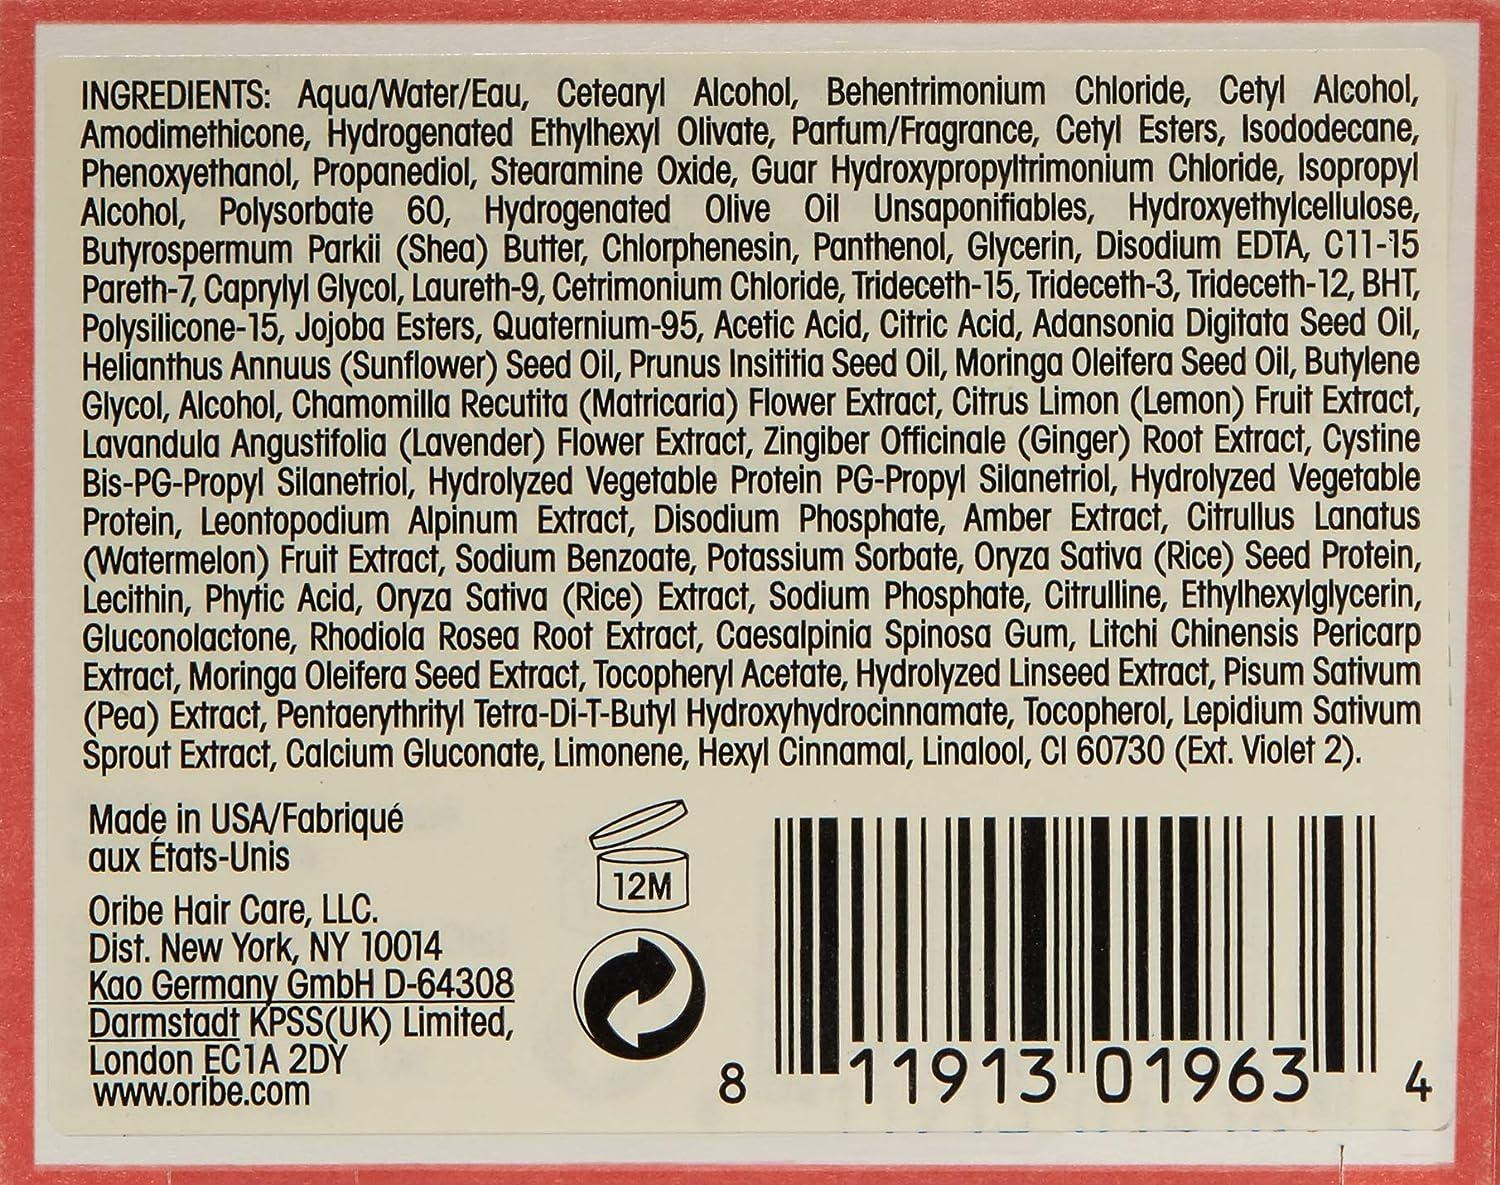 INGREDIENTS: Aqua/Water/Eau, Cetearyl Alcohol, Behentrimonium Chloride, Cetyl Alcohol,
Amodimethicone, Hydrogenated Ethylhexyl Olivate, Parfum/Fragrance, Cetyl Esters, Isododecane,
Phenoxyethanol, Propanediol, Stearamine Oxide, Guar Hydroxypropyltrimonium Chloride, Isopropyl
Alcohol, Polysorbate 60, Hydrogenated Olive Oil Unsaponifiables, Hydroxyethylcellulose,
Butyrospermum Parkii (Shea) Butter, Chlorphenesin, Panthenol, Glycerin, Disodium EDTA, C11-15
Pareth-7, Caprylyl Glycol, Laureth-9, Cetrimonium Chloride, Trideceth-15, Trideceth-3, Trideceth-12, BHT,
Polysilicone-15, Jojoba Esters, Quaternium-95, Acetic Acid, Citric Acid, Adansonia Digitata Seed Oil,
Helianthus Annuus (Sunflower) Seed Oil, Prunus Insititia Seed Oil, Moringa Oleifera Seed Oil, Butylene
Glycol, Alcohol, Chamomilla Recutita (Matricaria) Flower Extract, Citrus Limon (Lemon) Fruit Extract,
Lavandula Angustifolia (Lavender) Flower Extract, Zingiber Officinale (Ginger) Root Extract, Cystine
Bis-PG-Propyl Silanetriol, Hydrolyzed Vegetable Protein PG-Propyl Silanetriol, Hydrolyzed Vegetable
Protein, Leontopodium Alpinum Extract, Disodium Phosphate, Amber Extract, Citrullus Lanatus
(Watermelon) Fruit Extract, Sodium Benzoate, Potassium Sorbate, Oryza Sativa (Rice) Seed Protein,
Lecithin, Phytic Acid, Oryza Sativa (Rice) Extract, Sodium Phosphate, Citrulline, Ethylhexylglycerin,
Gluconolactone, Rhodiola Rosea Root Extract, Caesalpinia Spinosa Gum, Litchi Chinensis Pericarp
Extract, Moringa Oleifera Seed Extract, Tocopheryl Acetate, Hydrolyzed Linseed Extract, Pisum Sativum
(Pea) Extract, Pentaerythrityl Tetra-Di-T-Butyl Hydroxyhydrocinnamate, Tocopherol, Lepidium Sativum
Sprout Extract, Calcium Gluconate, Limonene, Hexyl Cinnamal, Linalool, CI 60730 (Ext. Violet 2).
Made in USA/Fabriqué
aux États-Unis
Oribe Hair Care, LLC.
Dist. New York, NY 10014
Kao Germany GmbH D-64308
Darmstadt KPSS(UK) Limited,
London EC1A 2DY
www.oribe.com
12M
8 11913 01963 4